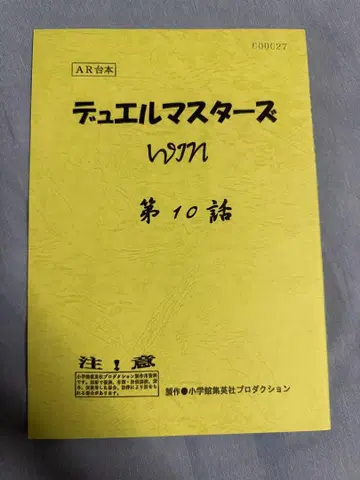 000027
AR台本
デュエルマスターズ
WIN
第10話
注!意
製作●小学館集英社プロダクション